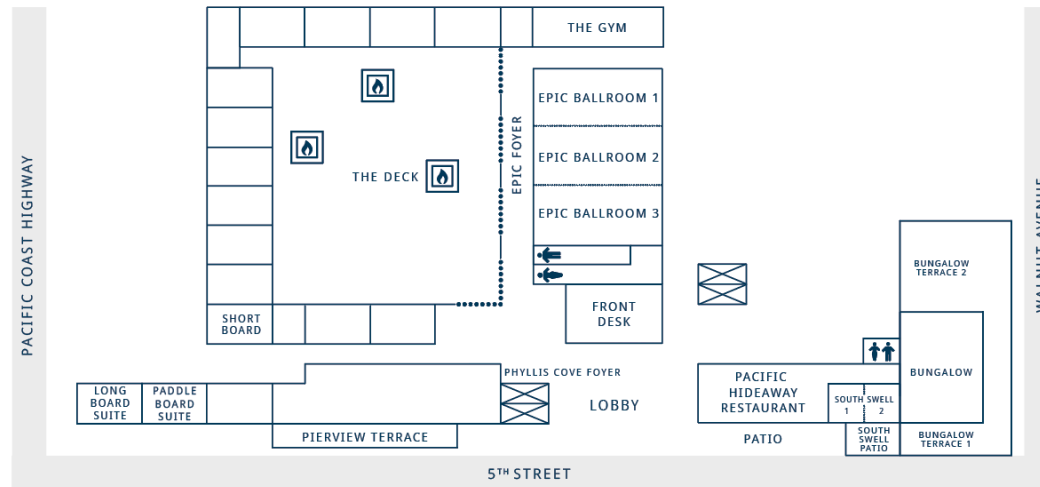 THE GYM
EPIC BALLROOM 1
EPIC FOYER
EPIC BALLROOM 2
THE DECK
EPIC BALLROOM 3
PACIFIC COAST HIGHWAY
WALNUT AVENUE
BUNGALOW
TERRACE 2
SHORT
BOARD
FRONT
DESK
PHYLLIS COVE FOYER
BUNGALOW
LONG
BOARD
SUITE
PADDLE
BOARD
SUITE
LOBBY
PACIFIC
HIDEAWAY
RESTAURANT
SOUTH SWELL
1 2
PIERVIEW TERRACE
PATIO
SOUTH
SWELL
PATIO
BUNGALOW
TERRACE 1
5TH STREET